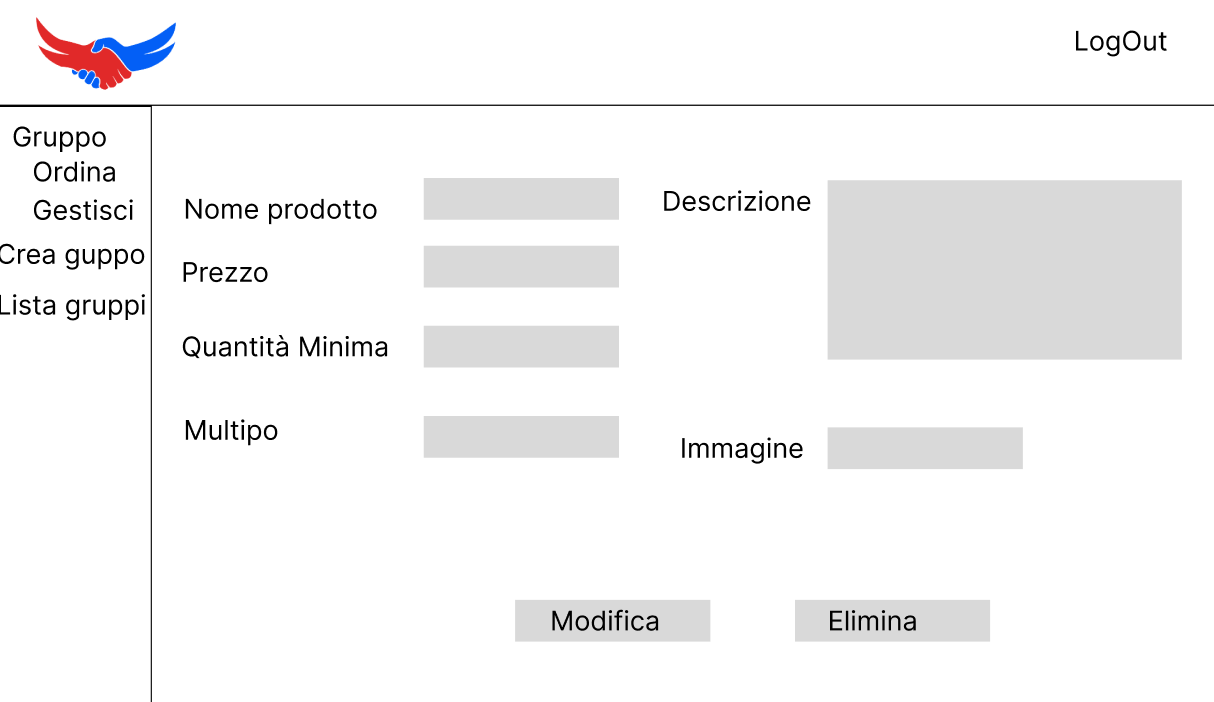 LogOut
Gruppo
Ordina
Gestisci
Crea guppo
Lista gruppi
Nome prodotto
Prezzo
Quantità Minima
Multipo
Descrizione
Immagine
Modifica
Elimina